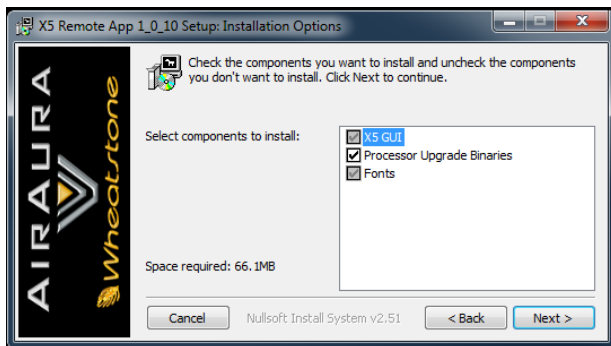 X5 Remote App 1_0_10 Setup: Installation Options
AIRAURA
Wheatstone
Check the components you want to install and uncheck the components
you don't want to install. Click Next to continue.
Select components to install:
X5 GUI
Processor Upgrade Binaries
Fonts
Space required: 66.1MB
Cancel
Nullsoft Install System v2.51
< Back
Next >